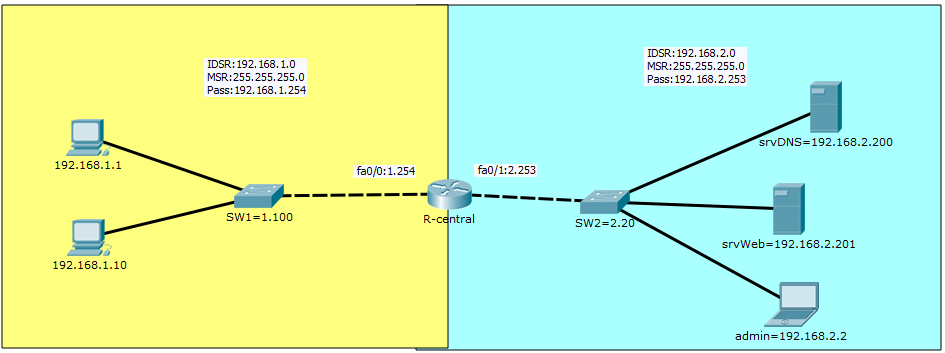 IDSR:192.168.1.0
MSR:255.255.255.0
Pass:192.168.1.254
IDSR:192.168.2.0
MSR:255.255.255.0
Pass:192.168.2.253
192.168.1.1
192.168.1.10
SW1=1.100
fa0/0:1.254
R-central
fa0/1:2.253
SW2=2.20
srvDNS=192.168.2.200
srvWeb=192.168.2.201
admin=192.168.2.2